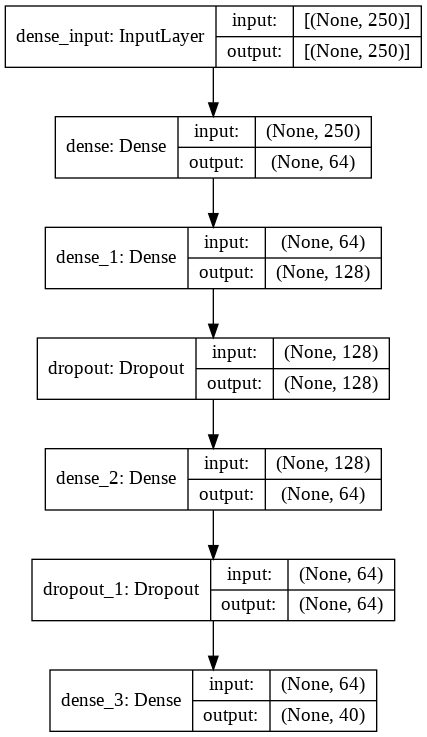 dense_input: InputLayer
input: [(None, 250)]
output: [(None, 250)]
dense: Dense
input: (None, 250)
output: (None, 64)
dense_1: Dense
input: (None, 64)
output: (None, 128)
dropout: Dropout
input: (None, 128)
output: (None, 128)
dense_2: Dense
input: (None, 128)
output: (None, 64)
dropout_1: Dropout
input: (None, 64)
output: (None, 64)
dense_3: Dense
input: (None, 64)
output: (None, 40)